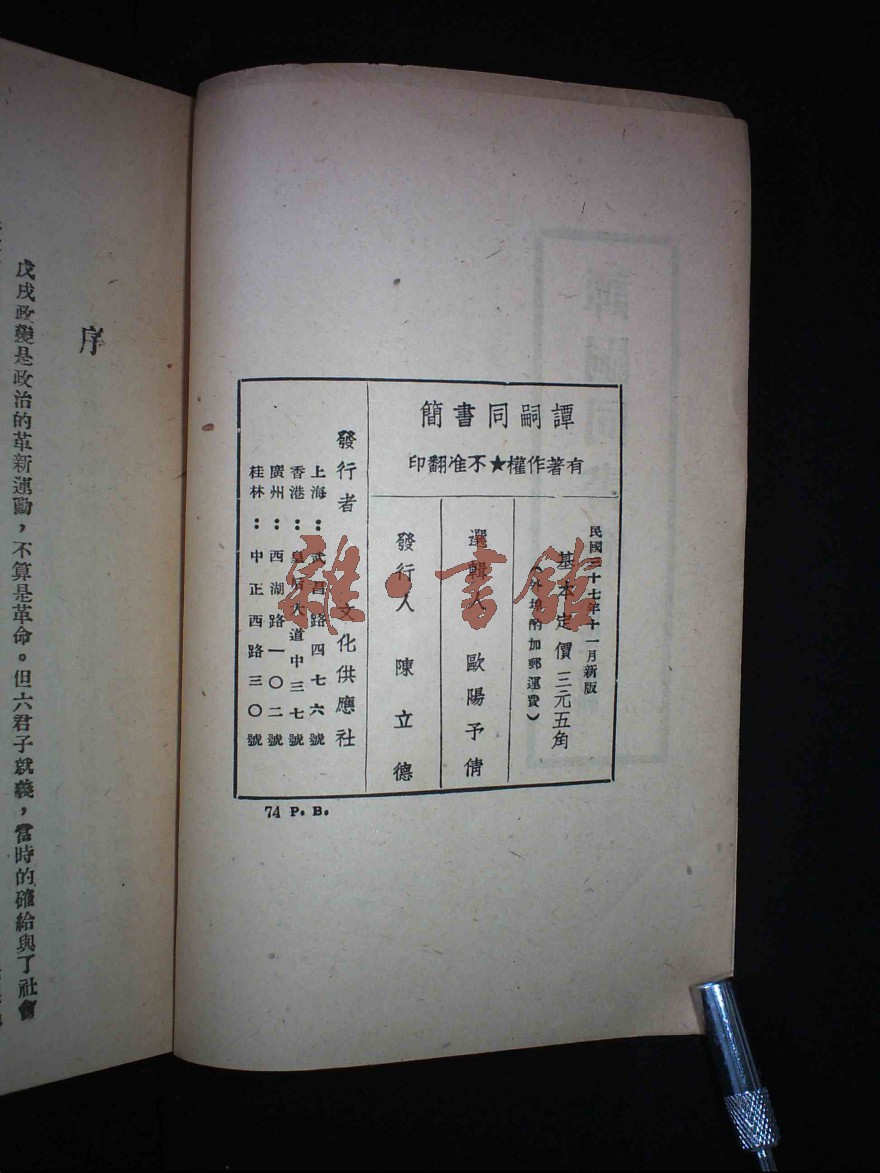 譚嗣同書簡
有著作權★不准翻印
民國三十七年十一月新版
基本定價三元五角
（外埠酌加郵運費）
選輯人 歐陽予倩
發行人 陳立德
發行者 文化供應社
上海：武昌路四七六號
香港：皇后大道中三七號
廣州：西湖路一〇二號
桂林：中正西路三〇號
74 P. B.
雜·書館
序
戊戌政變是政治的革新運動，不算是革命。但六君子就義，當時的確給與了社會